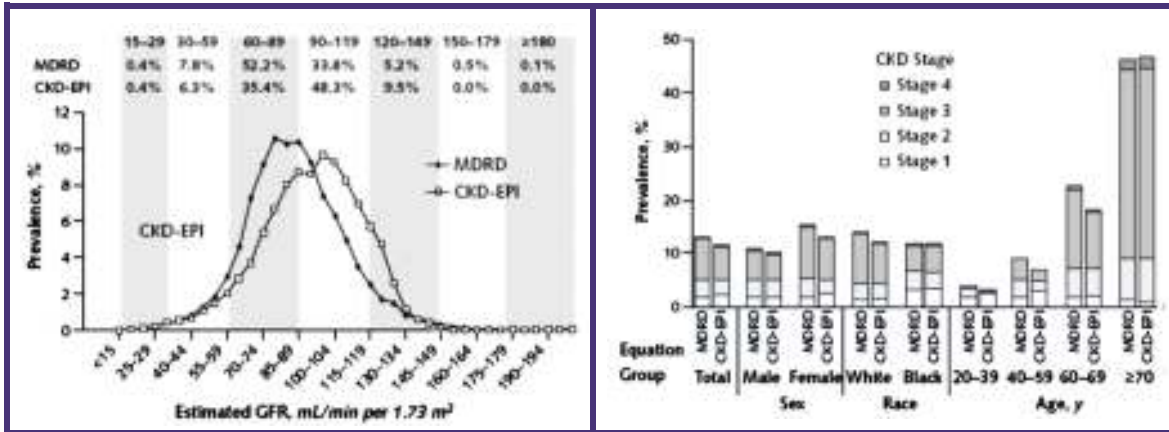 15–29 30–59 60–89 90–119 120–149 150–179 ≥180
MDRD 0.4% 7.8% 52.2% 33.8% 5.2% 0.5% 0.1%
CKD-EPI 0.4% 6.3% 35.4% 48.3% 9.5% 0.0% 0.0%
12
10
8
6
4
2
0
Prevalence, %
MDRD
CKD-EPI
CKD-EPI
<15 25–29 40–44 55–59 70–74 85–89 100–104 115–119 130–134 145–149 160–164 175–179 190–194
Estimated GFR, mL/min per 1.73 m²
50
40
30
20
10
0
Prevalence, %
CKD Stage
Stage 4
Stage 3
Stage 2
Stage 1
Equation MDRD CKD-EPI MDRD CKD-EPI MDRD CKD-EPI MDRD CKD-EPI MDRD CKD-EPI MDRD CKD-EPI MDRD CKD-EPI MDRD CKD-EPI MDRD CKD-EPI
Group Total Male Female White Black 20–39 40–59 60–69 ≥70
Sex Race Age, y